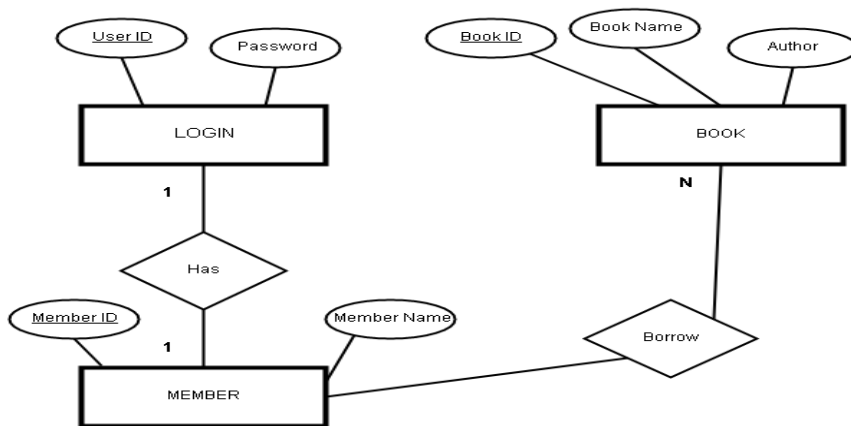 User ID
Password
Book ID
Book Name
Author
LOGIN
BOOK
1
N
Has
Member ID
Member Name
1
Borrow
MEMBER